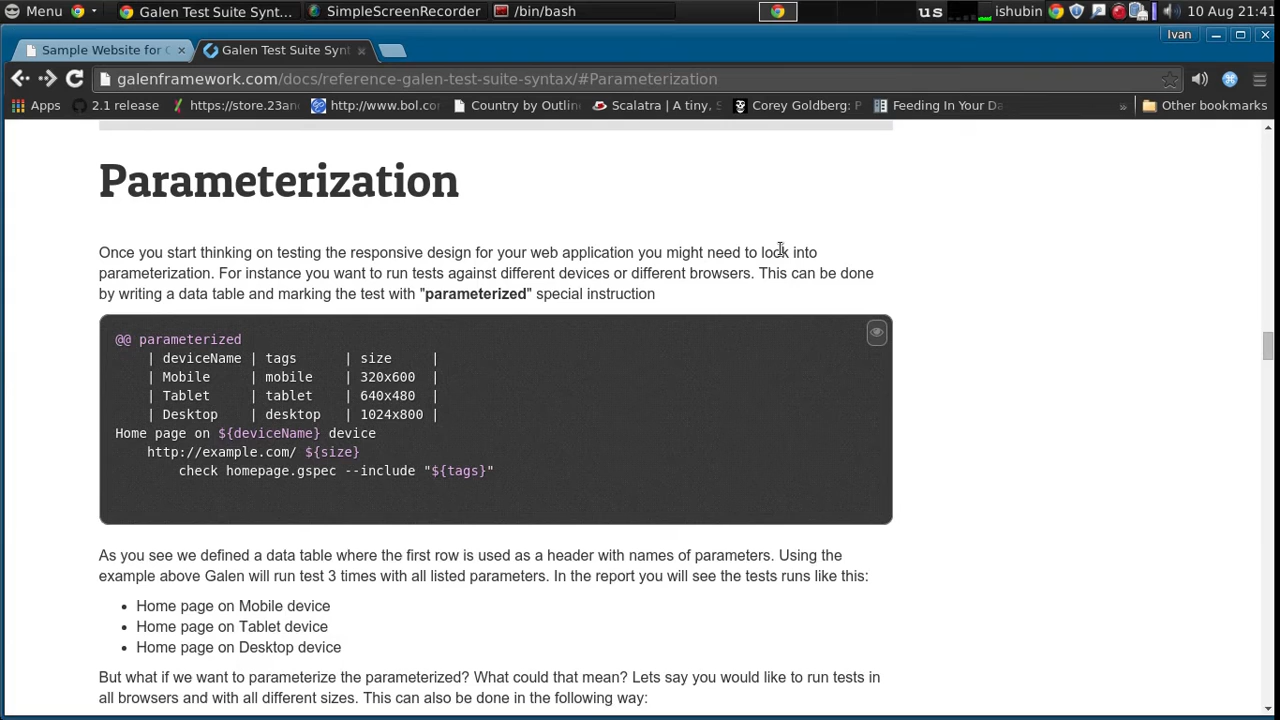 Menu Galen Test Suite Synt... SimpleScreenRecorder /bin/bash us ishubin 10 Aug 21:41
Ivan
Sample Website for Galen Test Suite Synt
galenframework.com/docs/reference-galen-test-suite-syntax/#Parameterization
Apps 2.1 release https://store.23an http://www.bol.co Country by Outlin Scalatra | A tiny, S Corey Goldberg: P Feeding In Your Da » Other bookmarks
Parameterization
Once you start thinking on testing the responsive design for your web application you might need to look into
parameterization. For instance you want to run tests against different devices or different browsers. This can be done
by writing a data table and marking the test with "parameterized" special instruction
@@ parameterized
| deviceName | tags | size |
| Mobile | mobile | 320x600 |
| Tablet | tablet | 640x480 |
| Desktop | desktop | 1024x800 |
Home page on ${deviceName} device
http://example.com/ ${size}
check homepage.gspec --include "${tags}"
As you see we defined a data table where the first row is used as a header with names of parameters. Using the
example above Galen will run test 3 times with all listed parameters. In the report you will see the tests runs like this:
• Home page on Mobile device
• Home page on Tablet device
• Home page on Desktop device
But what if we want to parameterize the parameterized? What could that mean? Lets say you would like to run tests in
all browsers and with all different sizes. This can also be done in the following way: